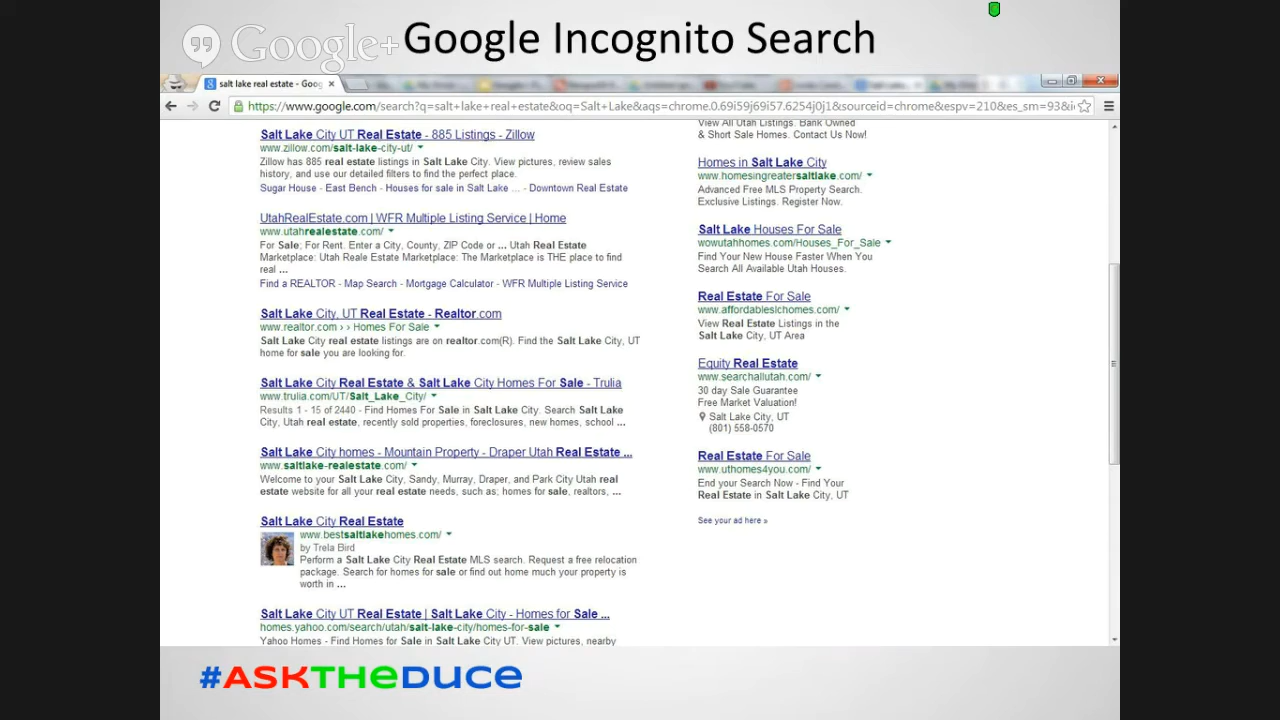 Google+
Google Incognito Search
salt lake real estate - Goog
https://www.google.com/search?q=salt+lake+real+estate&oq=Salt+Lake&aqs=chrome.0.69i59j69i57.6254j0j1&sourceid=chrome&espv=210&es_sm=93&i
Salt Lake City UT Real Estate - 885 Listings - Zillow
www.zillow.com/salt-lake-city-ut/
Zillow has 885 real estate listings in Salt Lake City. View pictures, review sales
history, and use our detailed filters to find the perfect place.
Sugar House - East Bench - Houses for sale in Salt Lake ... - Downtown Real Estate
UtahRealEstate.com | WFR Multiple Listing Service | Home
www.utahrealestate.com/
For Sale; For Rent. Enter a City, County, ZIP Code or ... Utah Real Estate
Marketplace: Utah Reale Estate Marketplace: The Marketplace is THE place to find
real ...
Find a REALTOR - Map Search - Mortgage Calculator - WFR Multiple Listing Service
Salt Lake City, UT Real Estate - Realtor.com
www.realtor.com › › Homes For Sale
Salt Lake City real estate listings are on realtor.com(R). Find the Salt Lake City, UT
home for sale you are looking for.
Salt Lake City Real Estate & Salt Lake City Homes For Sale - Trulia
www.trulia.com/UT/Salt_Lake_City/
Results 1 - 15 of 2440 - Find Homes For Sale in Salt Lake City. Search Salt Lake
City, Utah real estate, recently sold properties, foreclosures, new homes, school ...
Salt Lake City homes - Mountain Property - Draper Utah Real Estate ...
www.saltlake-realestate.com/
Welcome to your Salt Lake City, Sandy, Murray, Draper, and Park City Utah real
estate website for all your real estate needs, such as; homes for sale, realtors, ...
Salt Lake City Real Estate
www.bestsaltlakehomes.com/
by Trela Bird
Perform a Salt Lake City Real Estate MLS search. Request a free relocation
package. Search for homes for sale or find out home much your property is
worth in ...
Salt Lake City UT Real Estate | Salt Lake City - Homes for Sale ...
homes.yahoo.com/search/utah/salt-lake-city/homes-for-sale
Yahoo Homes - Find Homes for Sale in Salt Lake City UT. View pictures, nearby
View All Utah Listings. Bank Owned
& Short Sale Homes. Contact Us Now!
Homes in Salt Lake City
www.homesingreatersaltlake.com/
Advanced Free MLS Property Search.
Exclusive Listings. Register Now.
Salt Lake Houses For Sale
wowutahhomes.com/Houses_For_Sale
Find Your New House Faster When You
Search All Available Utah Houses.
Real Estate For Sale
www.affordableslchomes.com/
View Real Estate Listings in the
Salt Lake City, UT Area
Equity Real Estate
www.searchallutah.com/
30 day Sale Guarantee
Free Market Valuation!
Salt Lake City, UT
(801) 558-0570
Real Estate For Sale
www.uthomes4you.com/
End your Search Now - Find Your
Real Estate in Salt Lake City, UT
See your ad here »
#ASKTHEDUCE